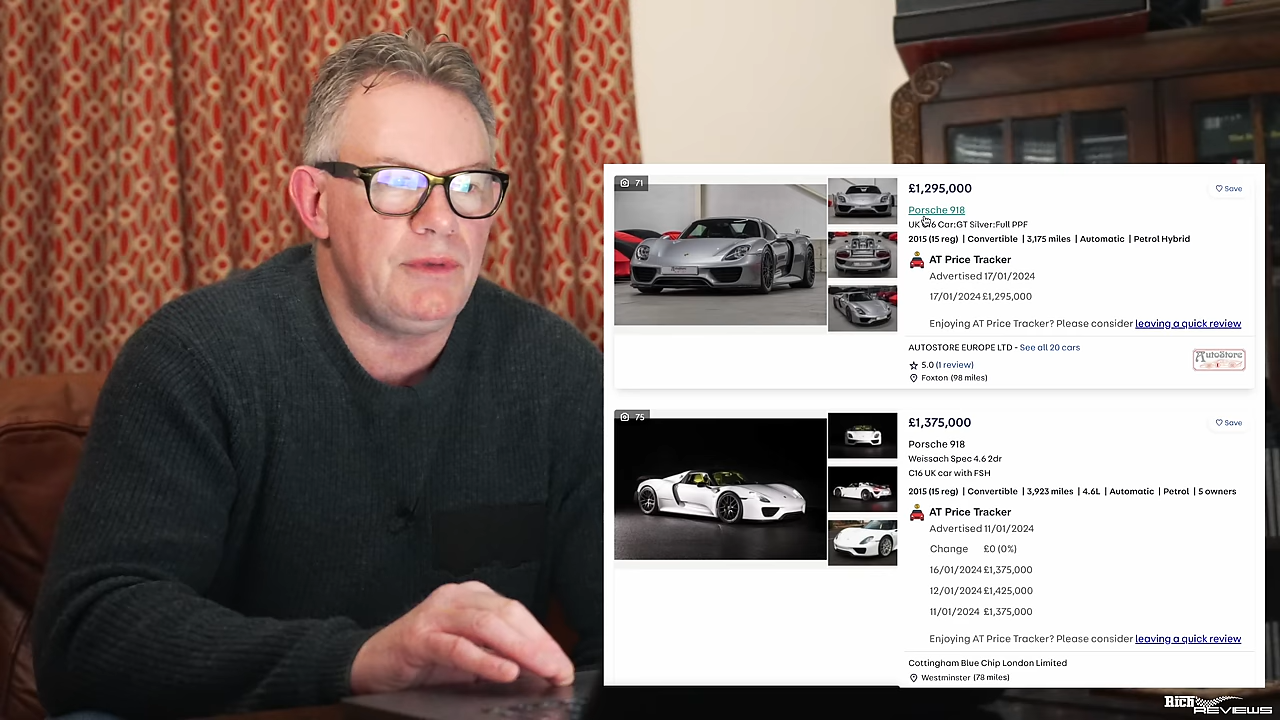 71
£1,295,000
Save
Porsche 918
UK C16 Car:GT Silver:Full PPF
2015 (15 reg) | Convertible | 3,175 miles | Automatic | Petrol Hybrid
AT Price Tracker
Advertised 17/01/2024
17/01/2024 £1,295,000
Enjoying AT Price Tracker? Please consider leaving a quick review
AUTOSTORE EUROPE LTD - See all 20 cars
AutoStore
5.0 (1 review)
Foxton (98 miles)
75
£1,375,000
Save
Porsche 918
Weissach Spec 4.6 2dr
C16 UK car with FSH
2015 (15 reg) | Convertible | 3,923 miles | 4.6L | Automatic | Petrol | 5 owners
AT Price Tracker
Advertised 11/01/2024
Change £0 (0%)
16/01/2024 £1,375,000
12/01/2024 £1,425,000
11/01/2024 £1,375,000
Enjoying AT Price Tracker? Please consider leaving a quick review
Cottingham Blue Chip London Limited
Westminster (78 miles)
Rich
REVIEWS